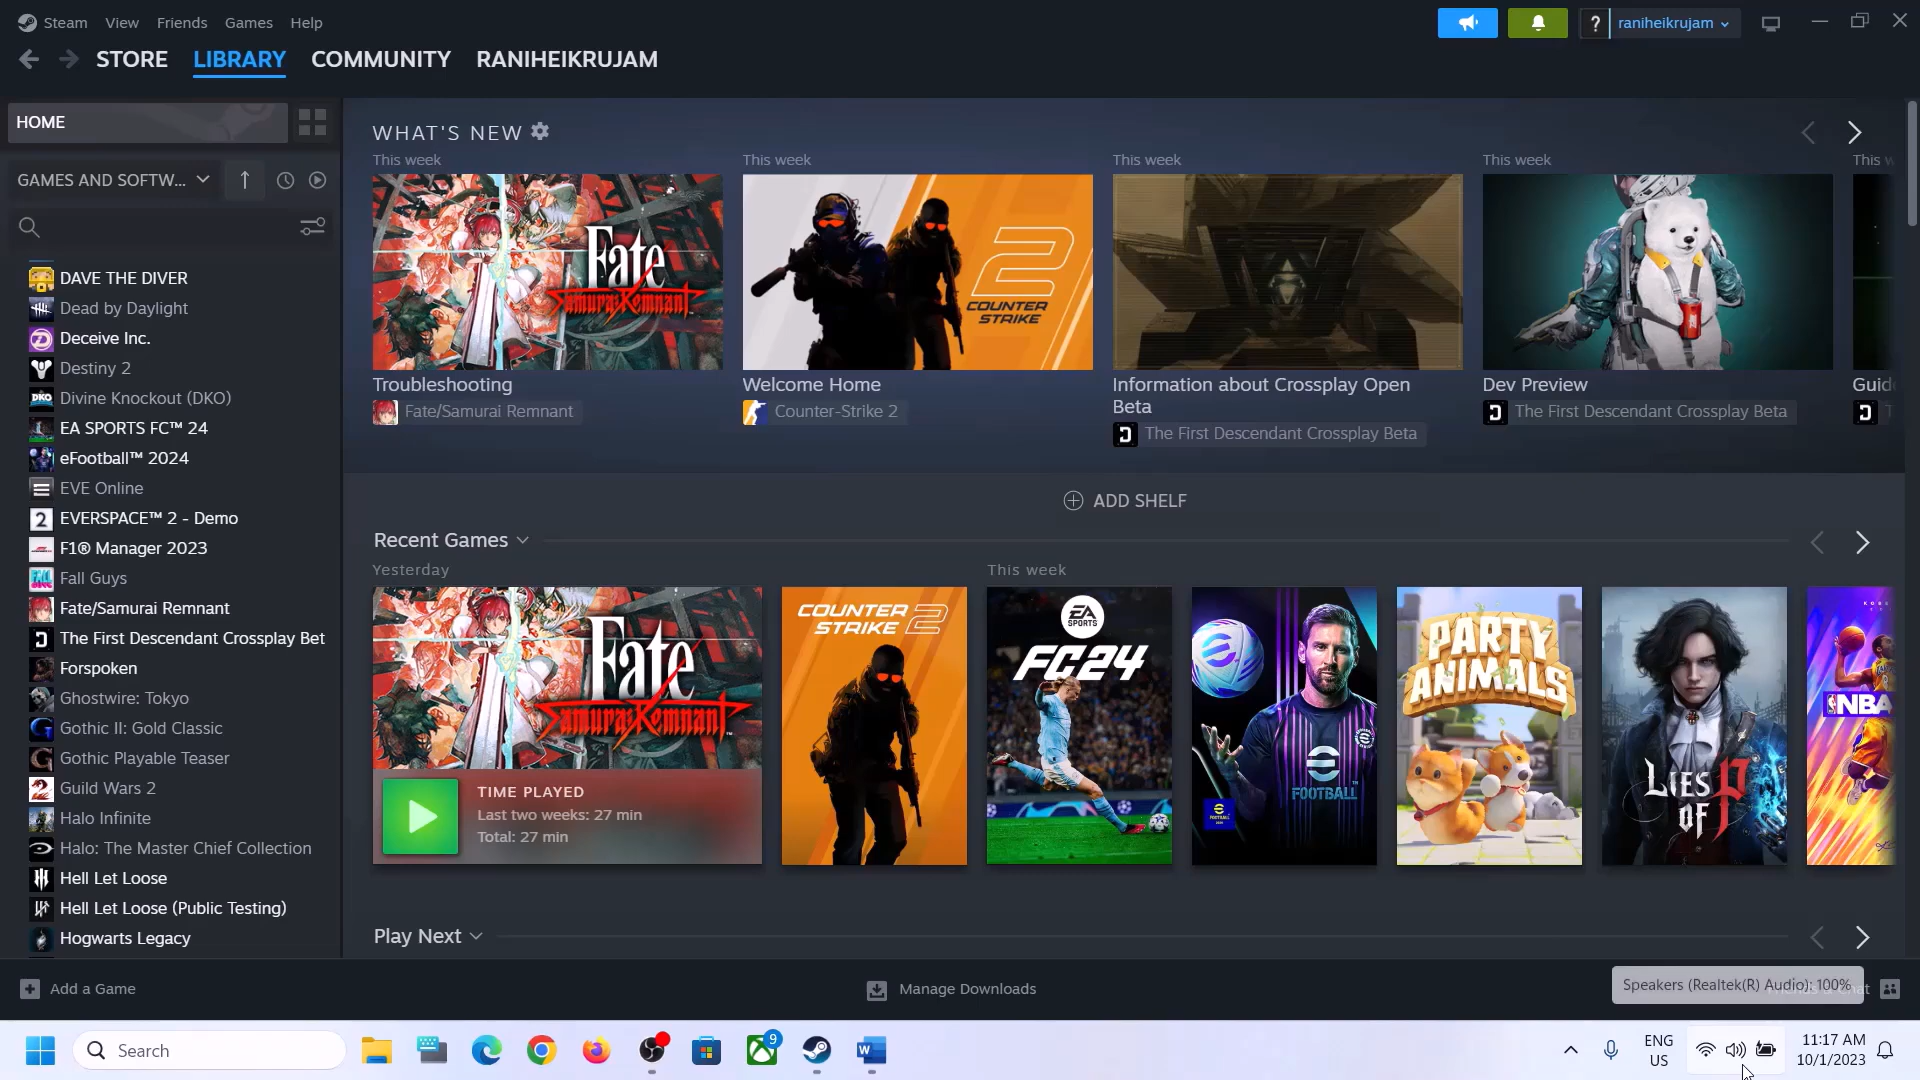 Steam View Friends Games Help
? raniheikrujam
STORE LIBRARY COMMUNITY RANIHEIKRUJAM
HOME
GAMES AND SOFTW...
DAVE THE DIVER
Dead by Daylight
Deceive Inc.
Destiny 2
Divine Knockout (DKO)
EA SPORTS FC™ 24
eFootball™ 2024
EVE Online
EVERSPACE™ 2 - Demo
F1® Manager 2023
Fall Guys
Fate/Samurai Remnant
The First Descendant Crossplay Bet
Forspoken
Ghostwire: Tokyo
Gothic II: Gold Classic
Gothic Playable Teaser
Guild Wars 2
Halo Infinite
Halo: The Master Chief Collection
Hell Let Loose
Hell Let Loose (Public Testing)
Hogwarts Legacy
WHAT'S NEW
This week This week This week This week This w
Fate
Samurai Remnant
2
COUNTER
STRIKE
Troubleshooting
Fate/Samurai Remnant
Welcome Home
Counter-Strike 2
Information about Crossplay Open
Beta
The First Descendant Crossplay Beta
Dev Preview
The First Descendant Crossplay Beta
Guid
ADD SHELF
Recent Games
Yesterday
This week
Fate
Samurai Remnant
TIME PLAYED
Last two weeks: 27 min
Total: 27 min
COUNTER
STRIKE 2
EA
SPORTS
FC24
FOOTBALL
PARTY
ANIMALS
LIES
OF P
NBA
Play Next
Add a Game
Manage Downloads
Speakers (Realtek(R) Audio): 100%
Search
9
ENG
US
11:17 AM
10/1/2023